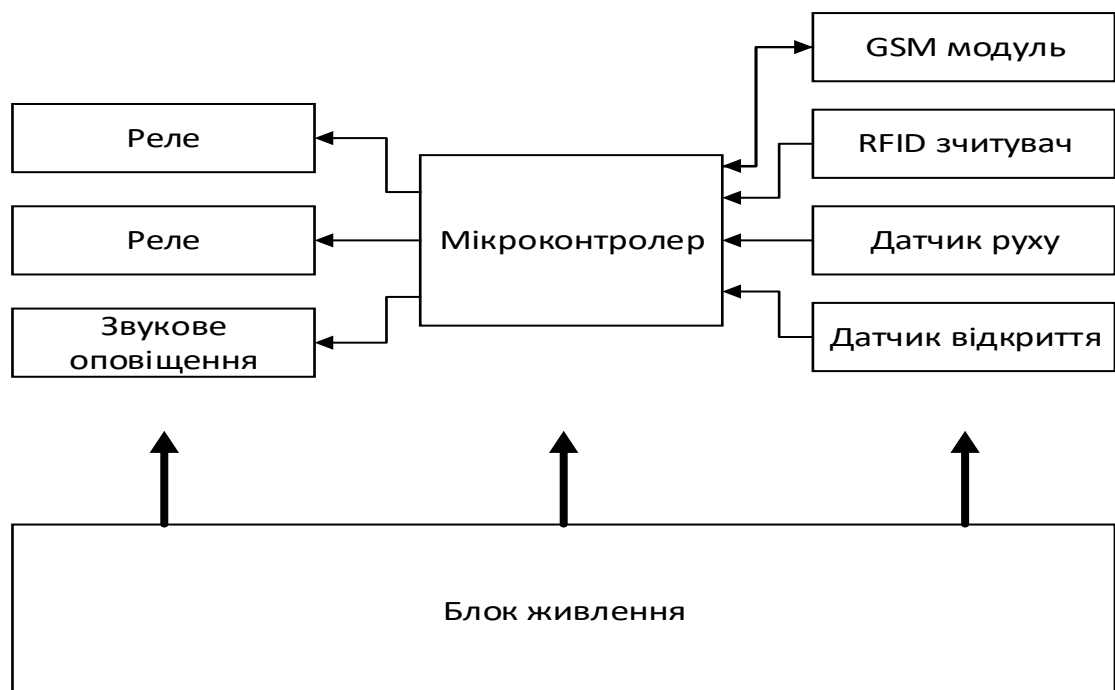 GSM модуль
Реле
RFID зчитувач
Реле
Мікроконтролер
Датчик руху
Звукове
оповіщення
Датчик відкриття
Блок живлення